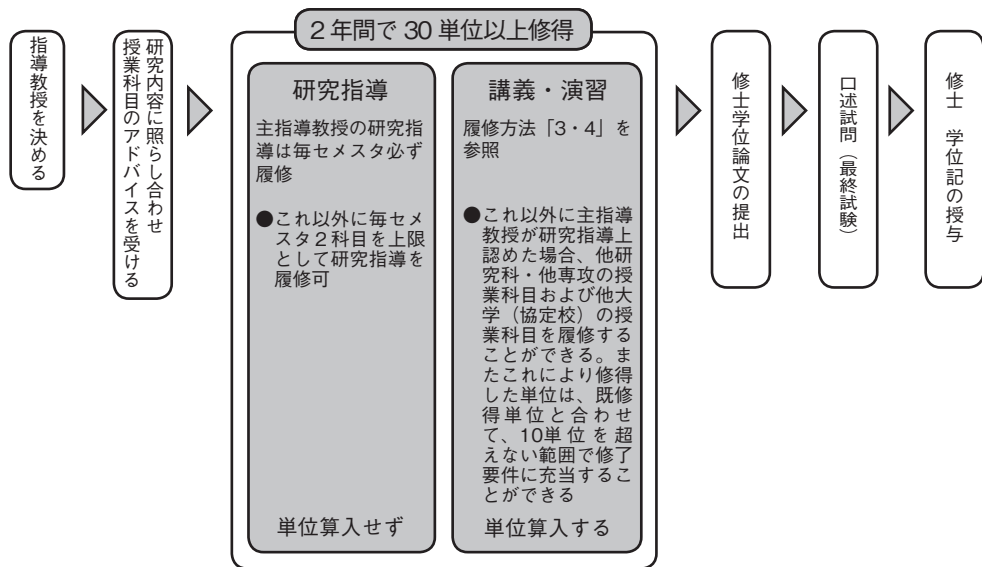 指導教授を決める
研究内容に照らし合わせ
授業科目のアドバイスを受ける
2年間で30単位以上修得
研究指導
主指導教授の研究指
導は毎セメスタ必ず
履修
●これ以外に毎セメ
スタ2科目を上限
として研究指導を
履修可
単位算入せず
講義・演習
履修方法「3・4」を
参照
●これ以外に主指導
教授が研究指導上
認めた場合、他研
究科・他専攻の授
業科目および他大
学（協定校）の授
業科目を履修する
ことができる。ま
たこれにより修得
した単位は、既修
得単位と合わせ
て、10単位を超
えない範囲で修了
要件に充当するこ
とができる
単位算入する
修士学位論文の提出
口述試問（最終試験）
修士　学位記の授与